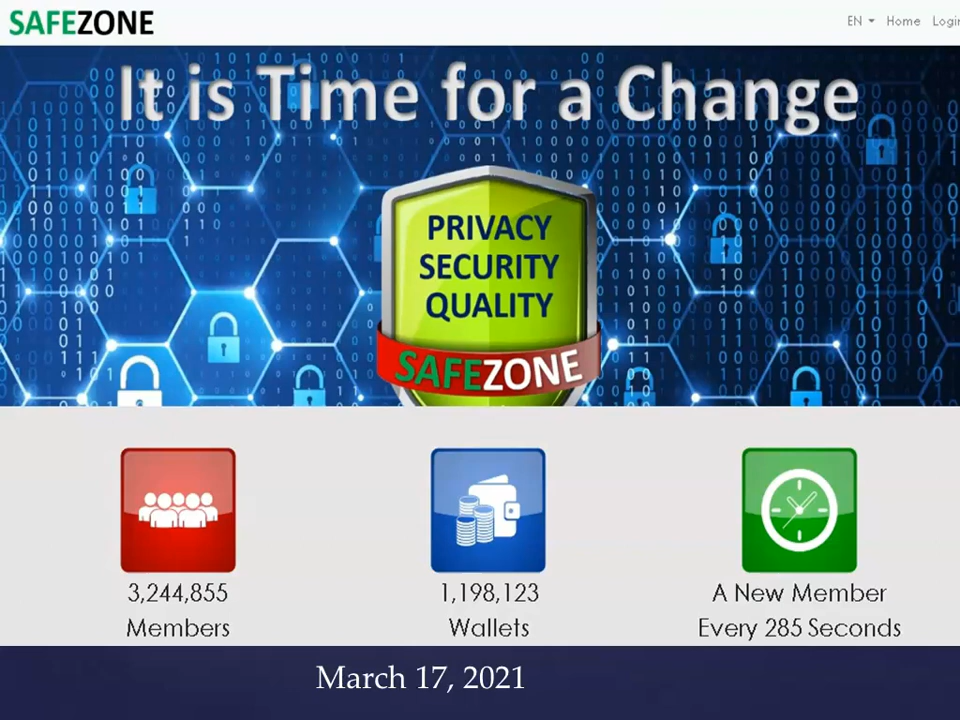 SAFEZONE
EN Home Login
It is Time for a Change
PRIVACY
SECURITY
QUALITY
SAFEZONE
3,244,855
Members
1,198,123
Wallets
A New Member
Every 285 Seconds
March 17, 2021